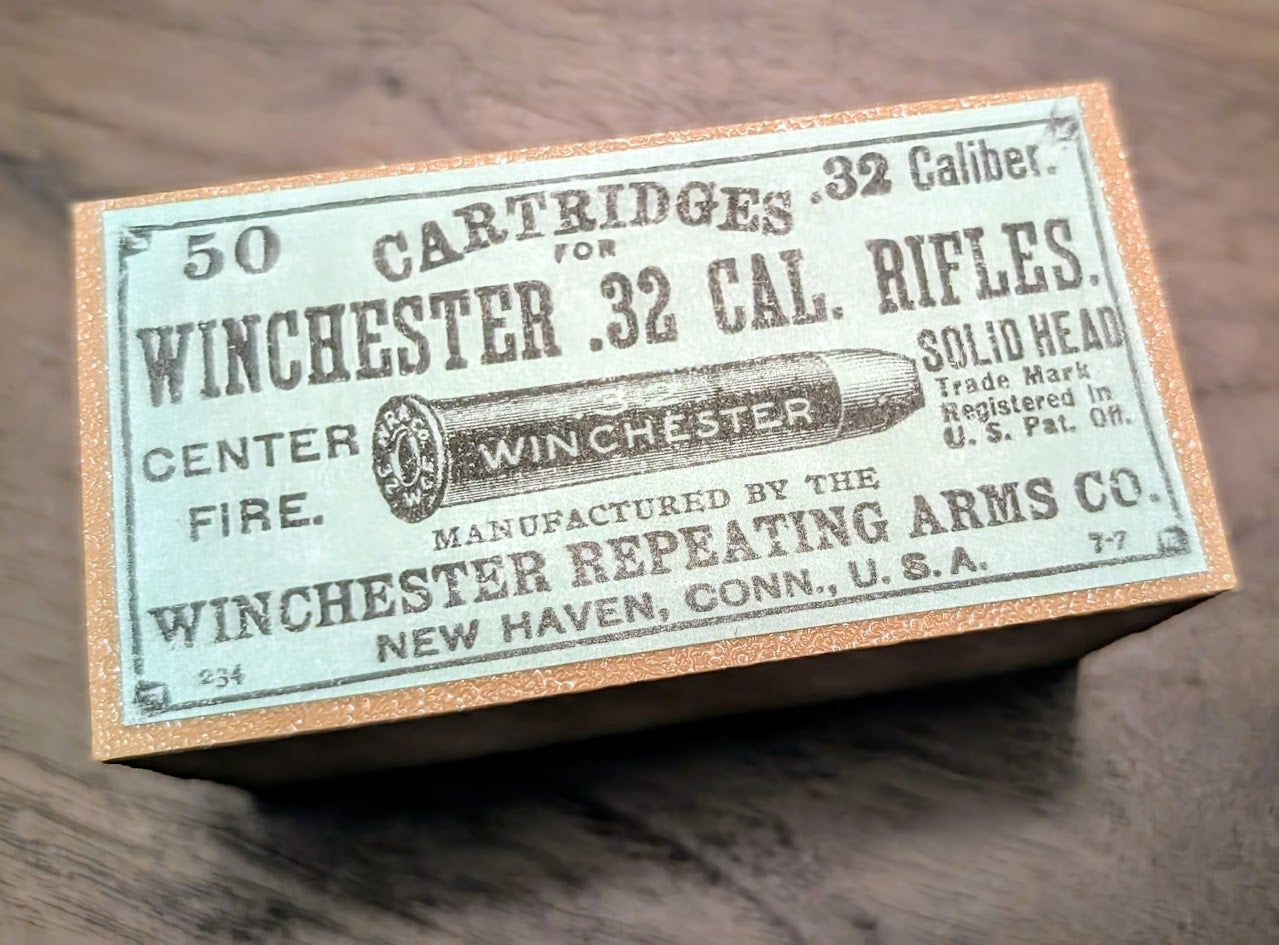 50 CARTRIDGES .32 Caliber.
FOR
WINCHESTER .32 CAL. RIFLES.
SOLID HEAD
Trade Mark
Registered In
U. S. Pat. Off.
CENTER
FIRE.
32
WINCHESTER
MANUFACTURED BY THE
WINCHESTER REPEATING ARMS CO.
NEW HAVEN, CONN., U. S. A.
7-7
234